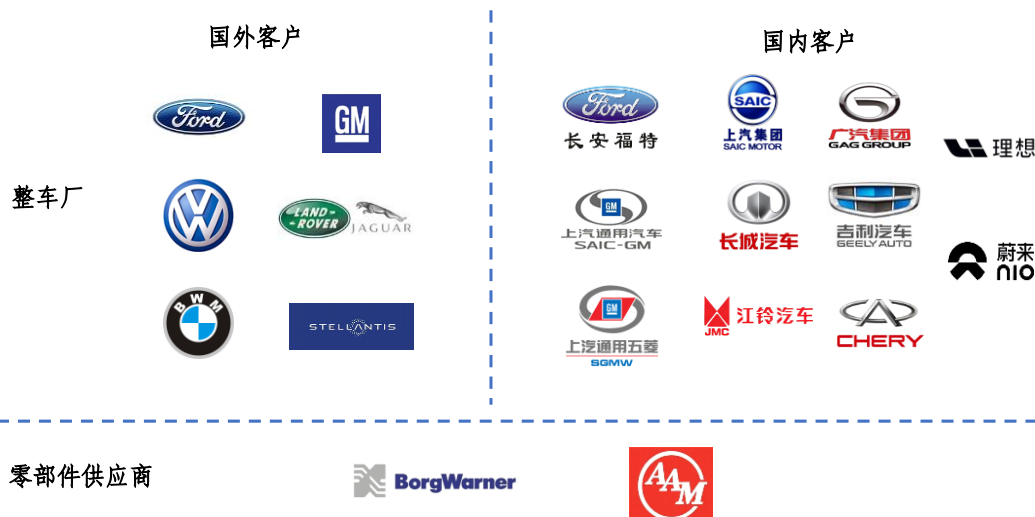 国外客户
国内客户
整车厂
Ford
GM
VW
LAND-
-ROVER
JAGUAR
BMW
STELLANTIS
Ford
长安福特
SAIC
上汽集团
SAIC MOTOR
广汽集团
GAG GROUP
理想
GM
上汽通用汽车
SAIC-GM
长城汽车
吉利汽车
GEELY AUTO
蔚来
NIO
GM
上汽通用五菱
SGMW
JMC
江铃汽车
CHERY
零部件供应商
BorgWarner
AAM